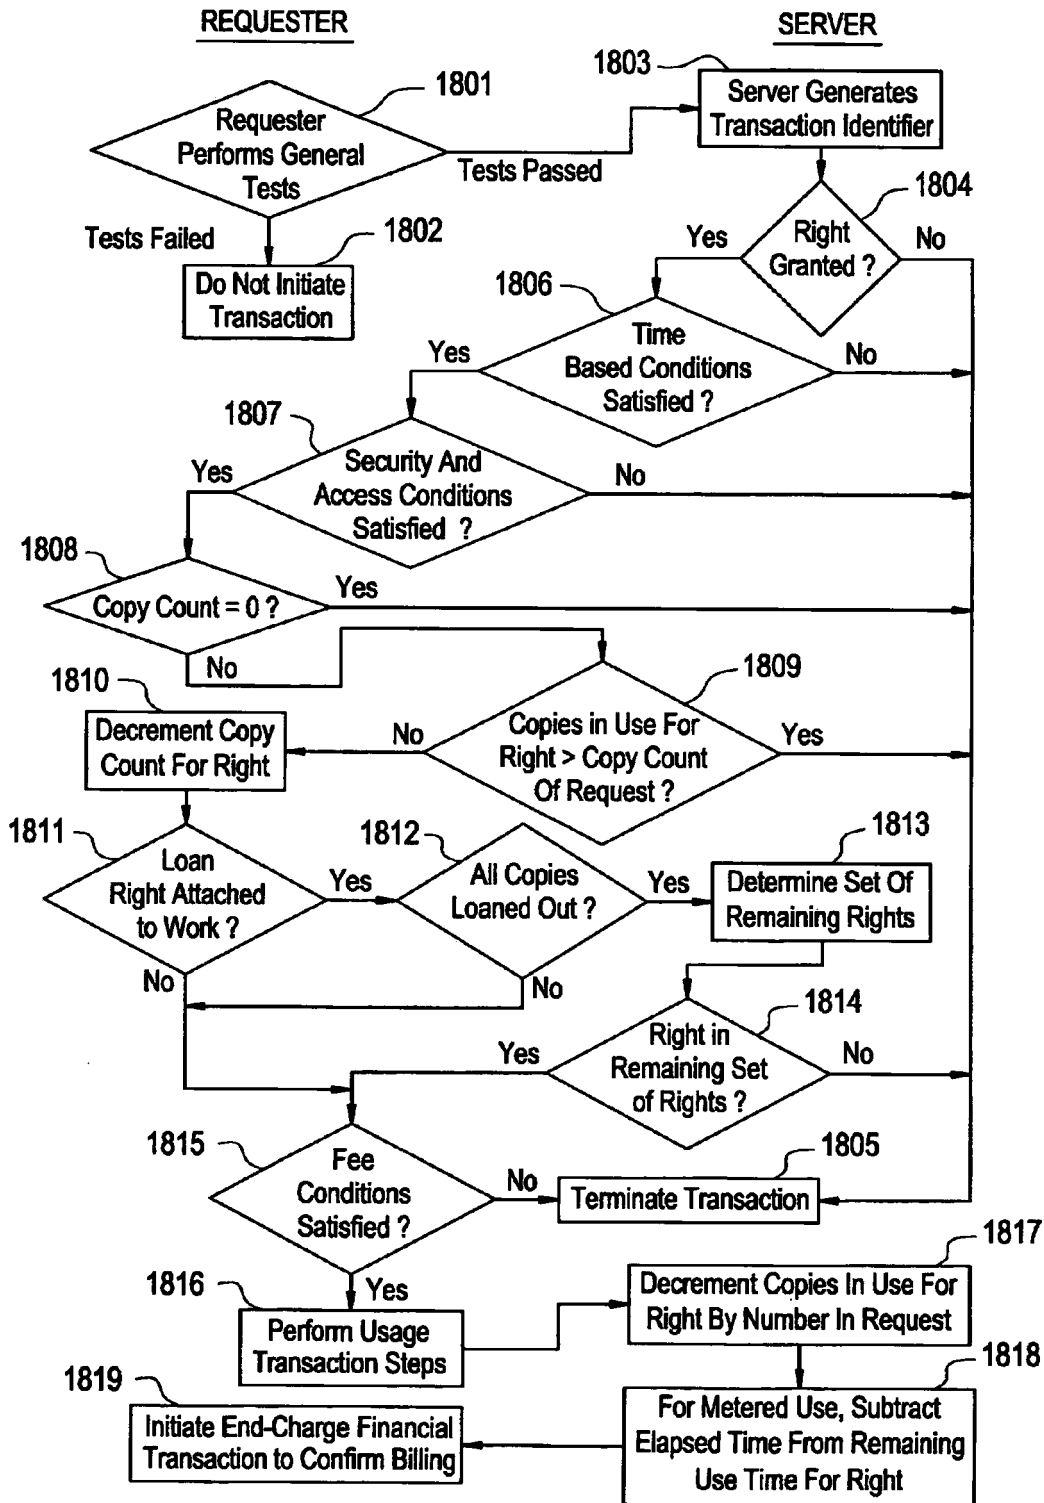 REQUESTER
SERVER
1801
1803
Requester
Performs General
Tests
Server Generates
Transaction Identifier
Tests Passed
Tests Failed
1802
Do Not Initiate
Transaction
1804
Yes
Right
Granted ?
No
1806
Yes
Time
Based Conditions
Satisfied ?
No
1807
Yes
Security And
Access Conditions
Satisfied ?
No
1808
Copy Count = 0 ?
Yes
No
1809
1810
Decrement Copy
Count For Right
No
Copies in Use For
Right > Copy Count
Of Request ?
Yes
1811
Loan
Right Attached
to Work ?
Yes
1812
All Copies
Loaned Out ?
Yes
1813
Determine Set Of
Remaining Rights
No
No
1814
Yes
Right in
Remaining Set
of Rights ?
No
1815
Fee
Conditions
Satisfied ?
No
1805
Terminate Transaction
1816
Yes
Perform Usage
Transaction Steps
1817
Decrement Copies In Use For
Right By Number In Request
1818
For Metered Use, Subtract
Elapsed Time From Remaining
Use Time For Right
1819
Initiate End-Charge Financial
Transaction to Confirm Billing